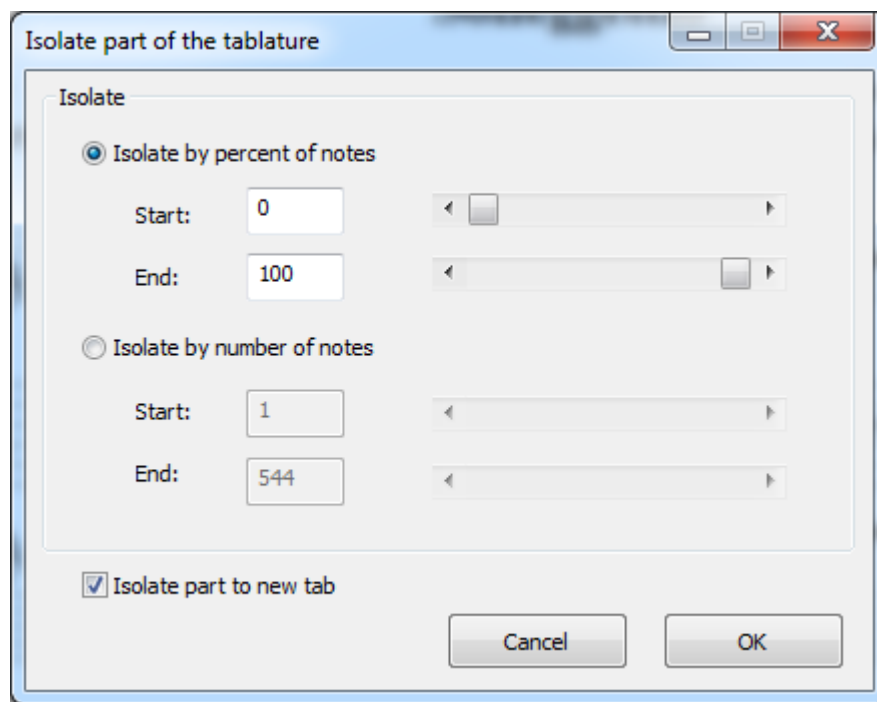 Isolate part of the tablature
Isolate
Isolate by percent of notes
Start: 0
End: 100
Isolate by number of notes
Start: 1
End: 544
Isolate part to new tab
Cancel OK